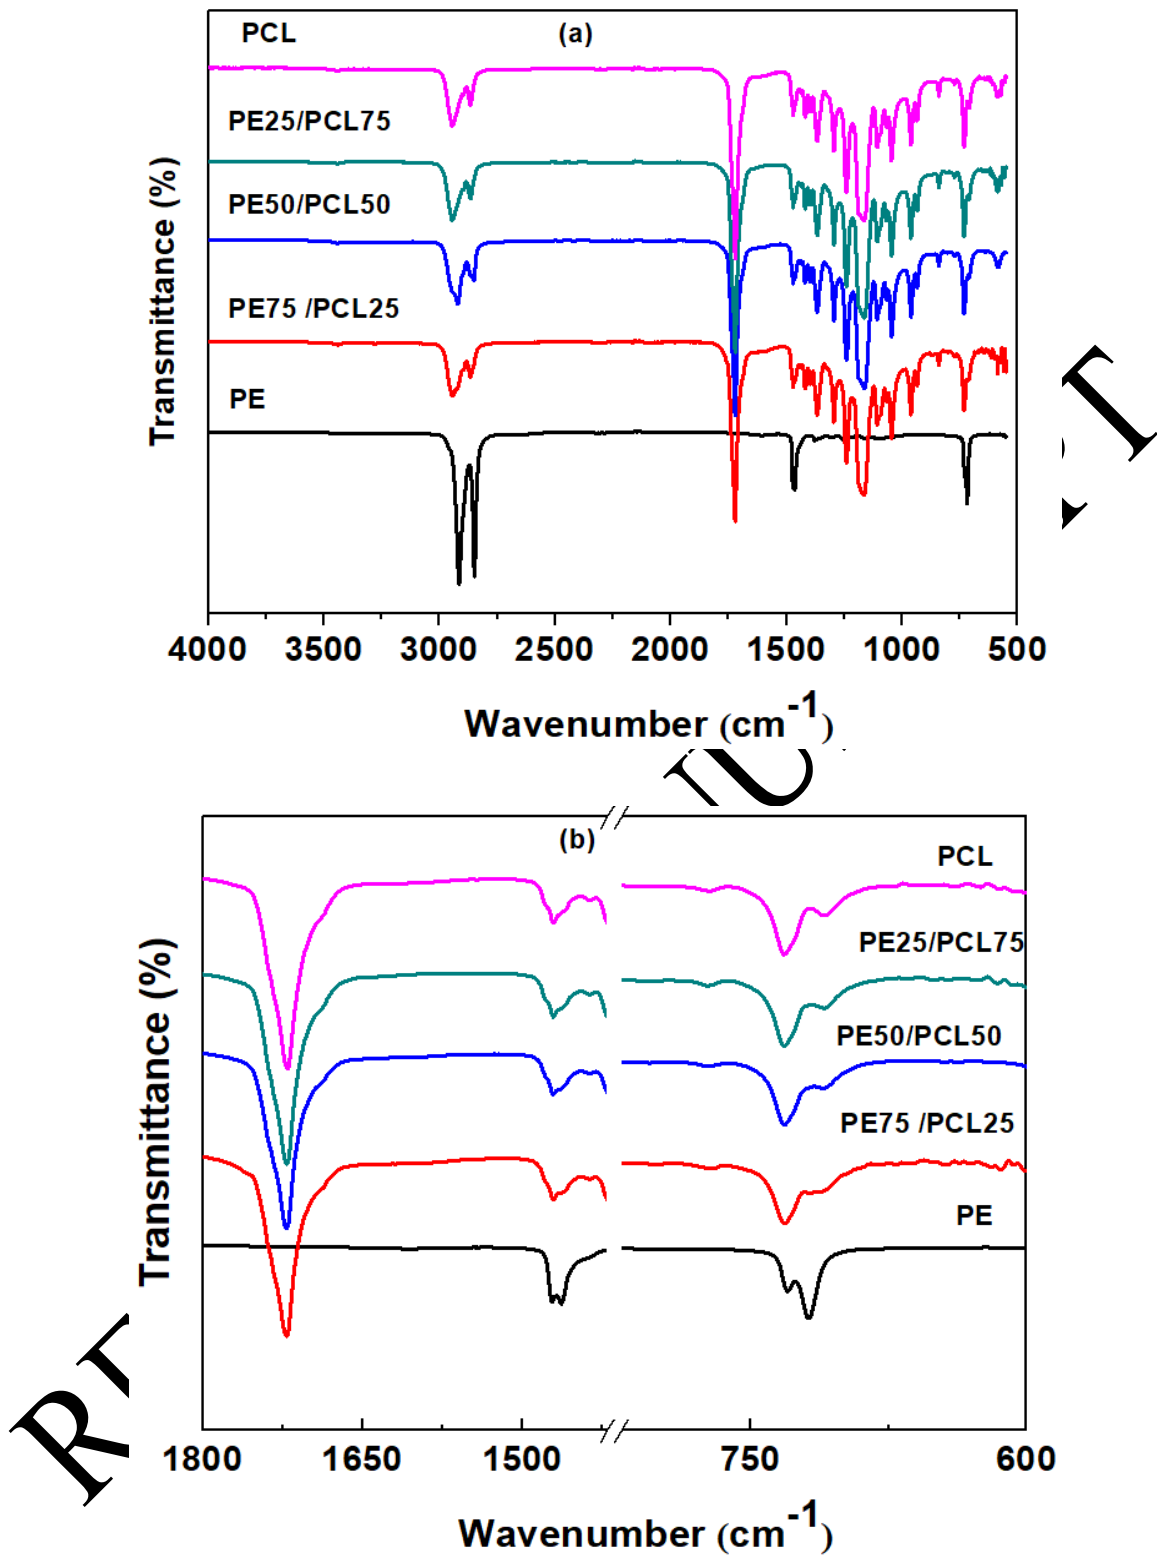 PCL
(a)
PE25/PCL75
PE50/PCL50
PE75 /PCL25
PE
Transmittance (%)
4000 3500 3000 2500 2000 1500 1000 500
Wavenumber (cm-1)
(b)
PCL
PE25/PCL75
PE50/PCL50
PE75 /PCL25
PE
Transmittance (%)
1800 1650 1500 750 600
Wavenumber (cm-1)